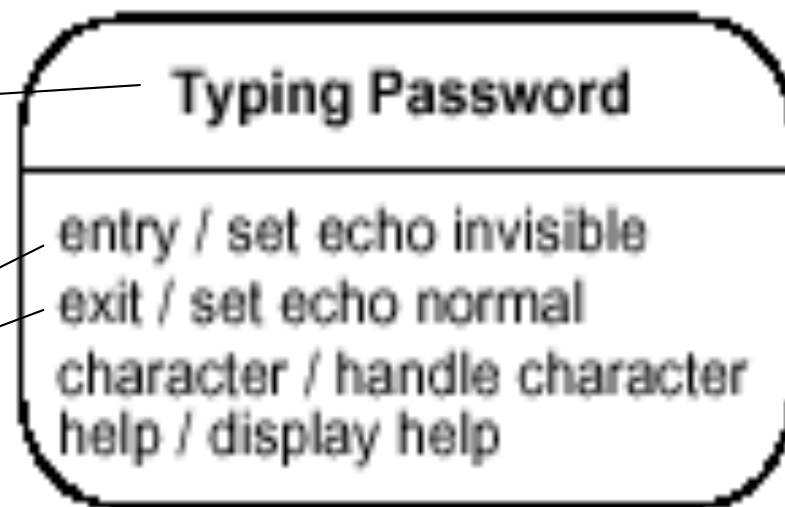 Typing Password
entry / set echo invisible
exit / set echo normal
character / handle character
help / display help